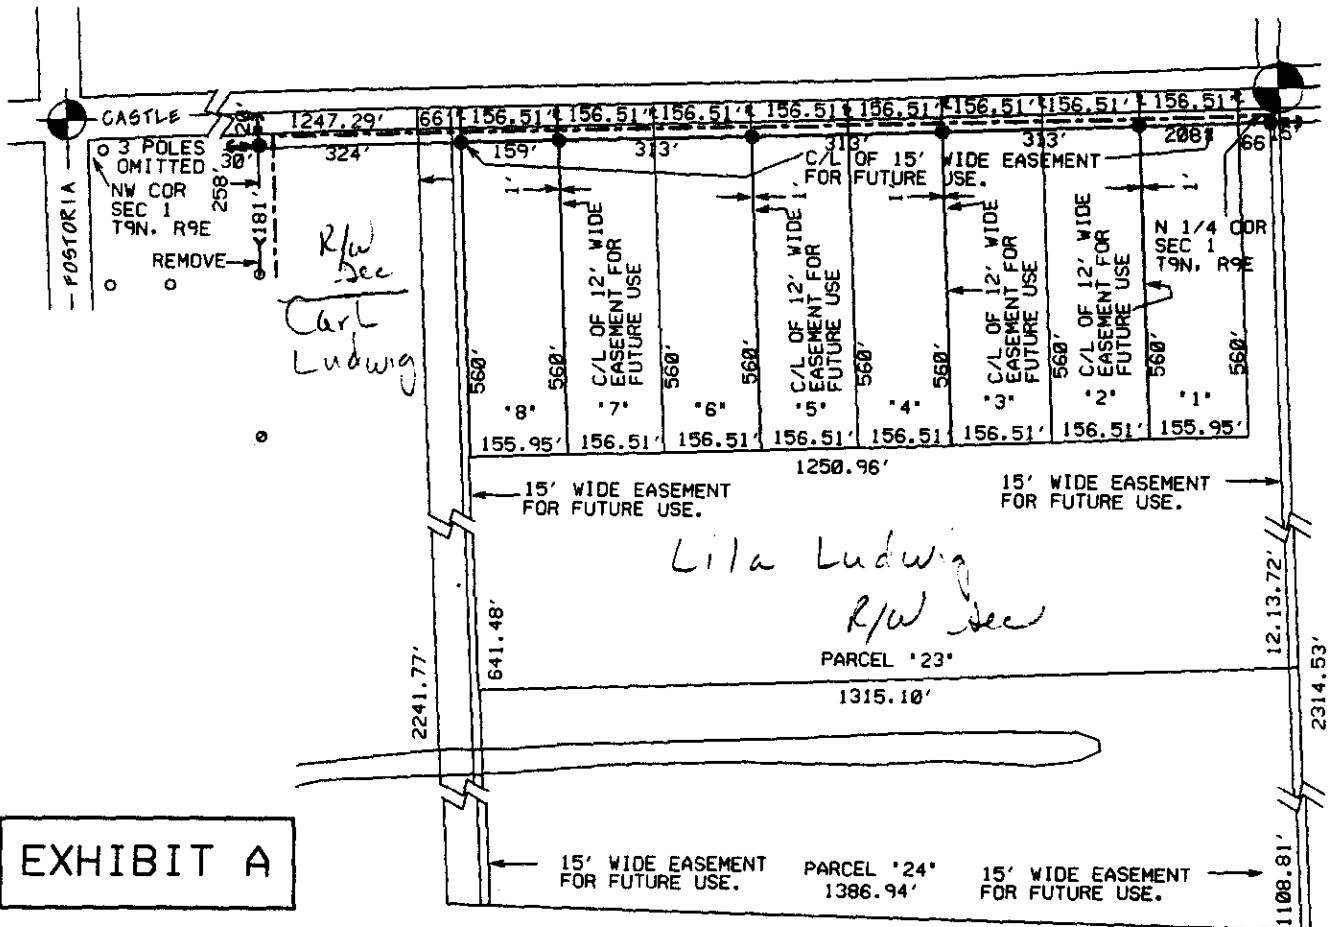 CASTLE
1247.29'
66'
156.51'
156.51'
156.51'
156.51'
156.51'
156.51'
156.51'
156.51'
3 POLES
OMITTED
30'
324'
159'
313'
313'
313'
208'
66
15'
C/L OF 15' WIDE EASEMENT
FOR FUTURE USE.
NW COR
SEC 1
T9N, R9E
258'
181'
REMOVE
FOSTORIA
R/W
Sec
Carl
Ludwig
1'
1'
1'
1'
N 1/4 COR
SEC 1
T9N, R9E
C/L OF 12' WIDE
EASEMENT FOR
FUTURE USE
C/L OF 12' WIDE
EASEMENT FOR
FUTURE USE
C/L OF 12' WIDE
EASEMENT FOR
FUTURE USE
C/L OF 12' WIDE
EASEMENT FOR
FUTURE USE
560'
560'
560'
560'
560'
560'
560'
560'
560'
"8"
"7"
"6"
"5"
"4"
"3"
"2"
"1"
155.95'
156.51'
156.51'
156.51'
156.51'
156.51'
156.51'
155.95'
1250.96'
15' WIDE EASEMENT
FOR FUTURE USE.
15' WIDE EASEMENT
FOR FUTURE USE.
Lila Ludwig
R/W Sec
PARCEL "23"
1315.10'
2241.77'
641.48'
12.13.72'
2314.53'
EXHIBIT A
15' WIDE EASEMENT
FOR FUTURE USE.
PARCEL "24"
1386.94'
15' WIDE EASEMENT
FOR FUTURE USE.
1108.81'